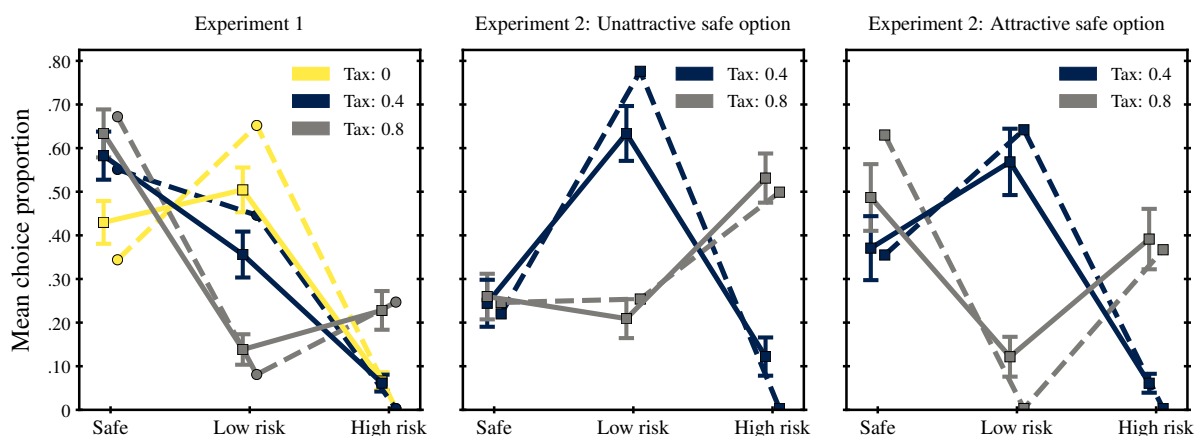 Experiment 1
Experiment 2: Unattractive safe option
Experiment 2: Attractive safe option
Mean choice proportion
.80
.70
.60
.50
.40
.30
.20
.10
0
Tax: 0
Tax: 0.4
Tax: 0.8
Tax: 0.4
Tax: 0.8
Tax: 0.4
Tax: 0.8
Safe Low risk High risk
Safe Low risk High risk
Safe Low risk High risk